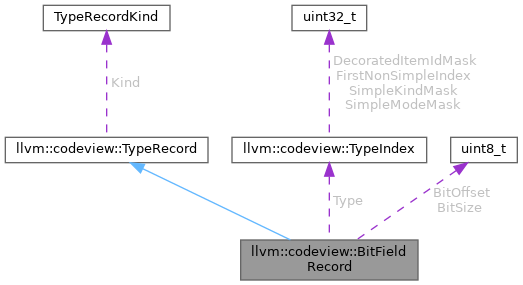 TypeRecordKind
uint32_t
DecoratedItemIdMask
FirstNonSimpleIndex
SimpleKindMask
SimpleModeMask
Kind
llvm::codeview::TypeRecord
llvm::codeview::TypeIndex
uint8_t
Type
BitOffset
BitSize
llvm::codeview::BitField
Record